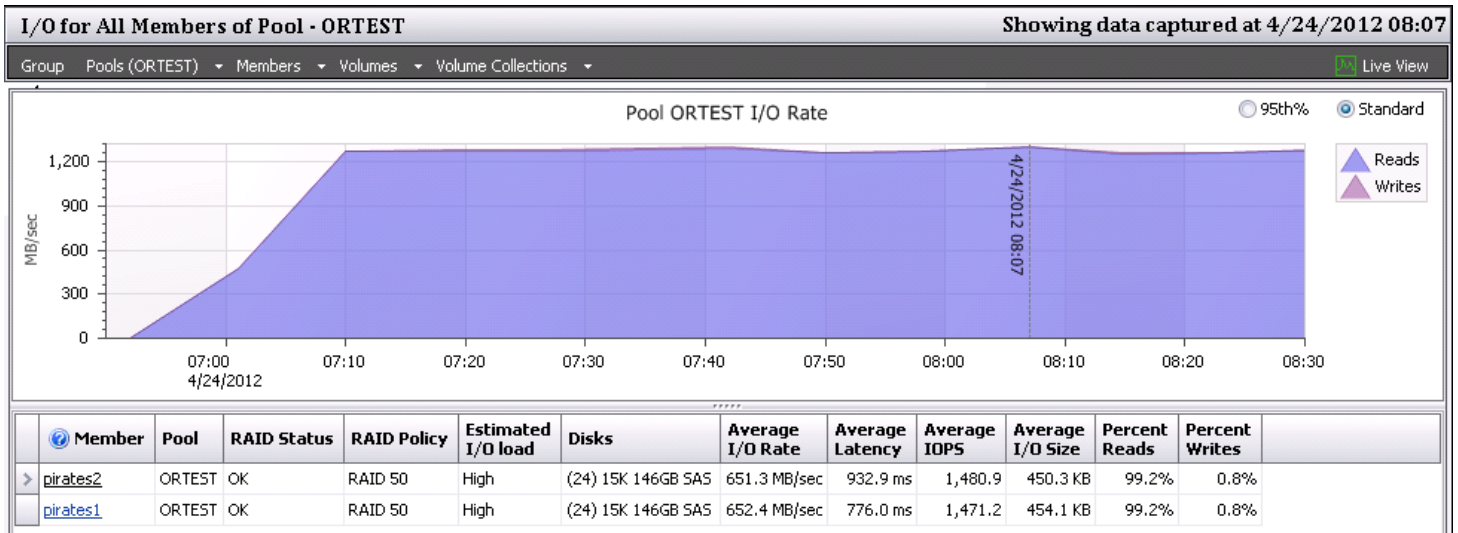 I/O for All Members of Pool - ORTEST
Showing data captured at 4/24/2012 08:07
Group Pools (ORTEST) Members Volumes Volume Collections Live View
Pool ORTEST I/O Rate
95th% Standard
Reads
Writes
MB/sec
1,200
900
600
300
0
4/24/2012 08:07
07:00 07:10 07:20 07:30 07:40 07:50 08:00 08:10 08:20 08:30
4/24/2012
Member Pool RAID Status RAID Policy Estimated I/O load Disks Average I/O Rate Average Latency Average IOPS Average I/O Size Percent Reads Percent Writes
pirates2 ORTEST OK RAID 50 High (24) 15K 146GB SAS 651.3 MB/sec 932.9 ms 1,480.9 450.3 KB 99.2% 0.8%
pirates1 ORTEST OK RAID 50 High (24) 15K 146GB SAS 652.4 MB/sec 776.0 ms 1,471.2 454.1 KB 99.2% 0.8%